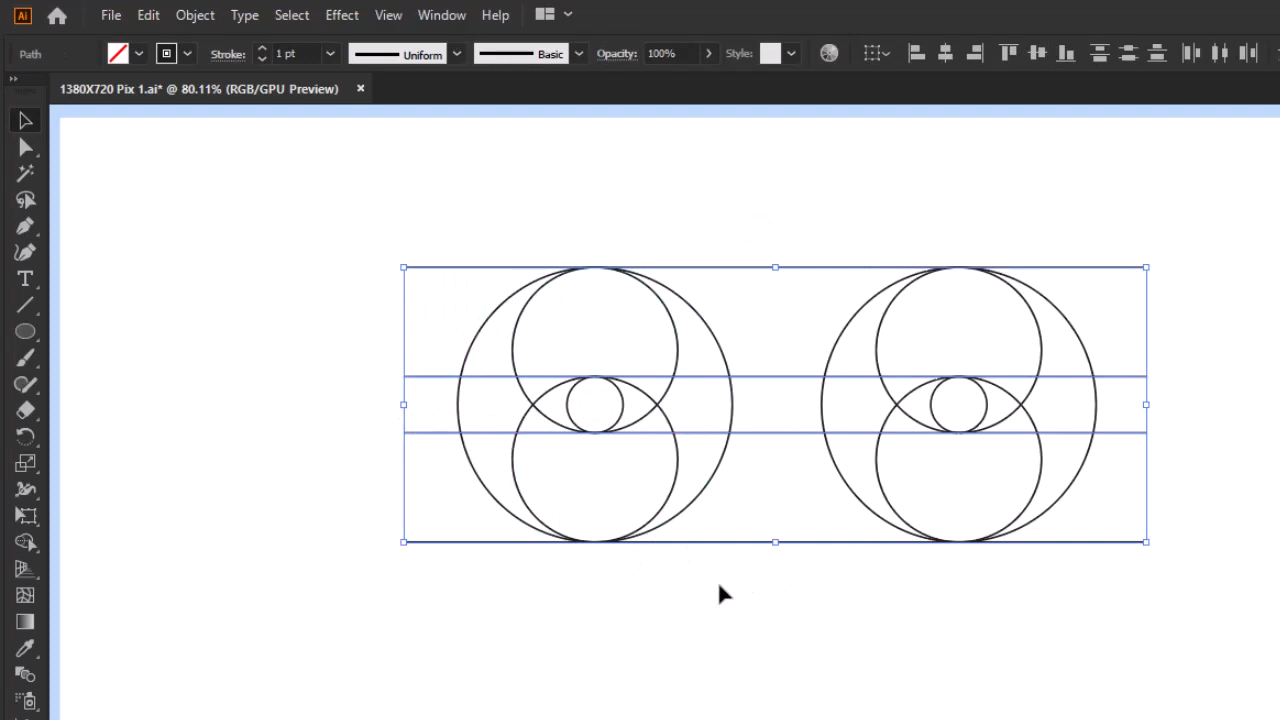 Ai File Edit Object Type Select Effect View Window Help
Path Stroke: 1 pt Uniform Basic Opacity: 100% Style:
1380X720 Pix 1.ai* @ 80.11% (RGB/GPU Preview) ×